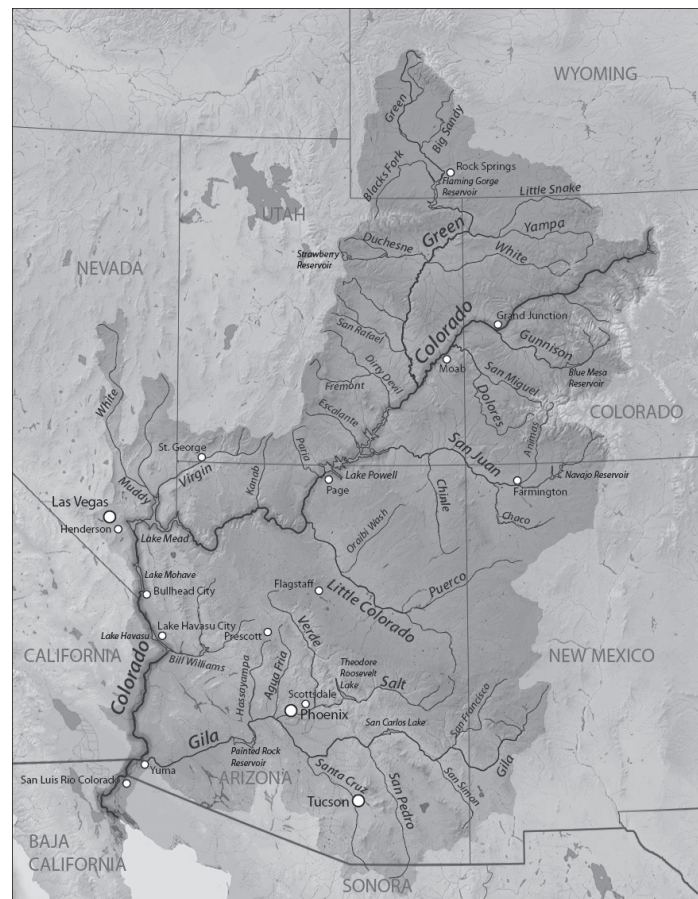 WYOMING
Green
Big Sandy
Blacks Fork
Rock Springs
Flaming Gorge
Reservoir
Little Snake
UTAH
Green
Yampa
Duchesne
Strawberry
Reservoir
White
NEVADA
Colorado
Grand Junction
San Rafael
Gunnison
Moab
Dirty Devil
Blue Mesa
Reservoir
Fremont
San Miguel
Dolores
White
Escalante
COLORADO
Animas
St. George
Paria
San Juan
Virgin
Kanab
Muddy
Lake Powell
Navajo Reservoir
Page
Chinle
Farmington
Las Vegas
Henderson
Chaco
Lake Mead
Oraibi Wash
Lake Mohave
Bullhead City
Flagstaff
Puerco
Little Colorado
Lake Havasu City
Lake Havasu
Prescott
Verde
CALIFORNIA
Bill Williams
NEW MEXICO
Colorado
Hassayampa
Agua Fria
Theodore
Roosevelt
Lake
Salt
Scottsdale
Phoenix
San Francisco
San Carlos Lake
Gila
Painted Rock
Reservoir
Yuma
Gila
San Luis Rio Colorad
ARIZONA
Santa Cruz
San Simon
Tucson
San Pedro
BAJA
CALIFORNIA
SONORA